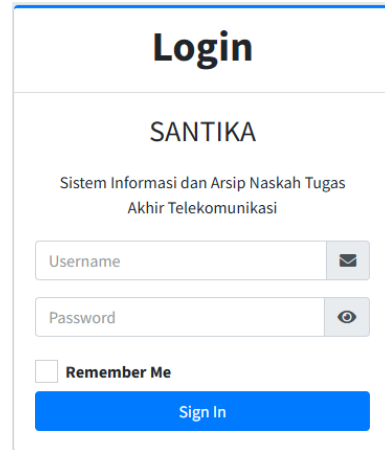 Login
SANTIKA
Sistem Informasi dan Arsip Naskah Tugas
Akhir Telekomunikasi
Username
Password
Remember Me
Sign In